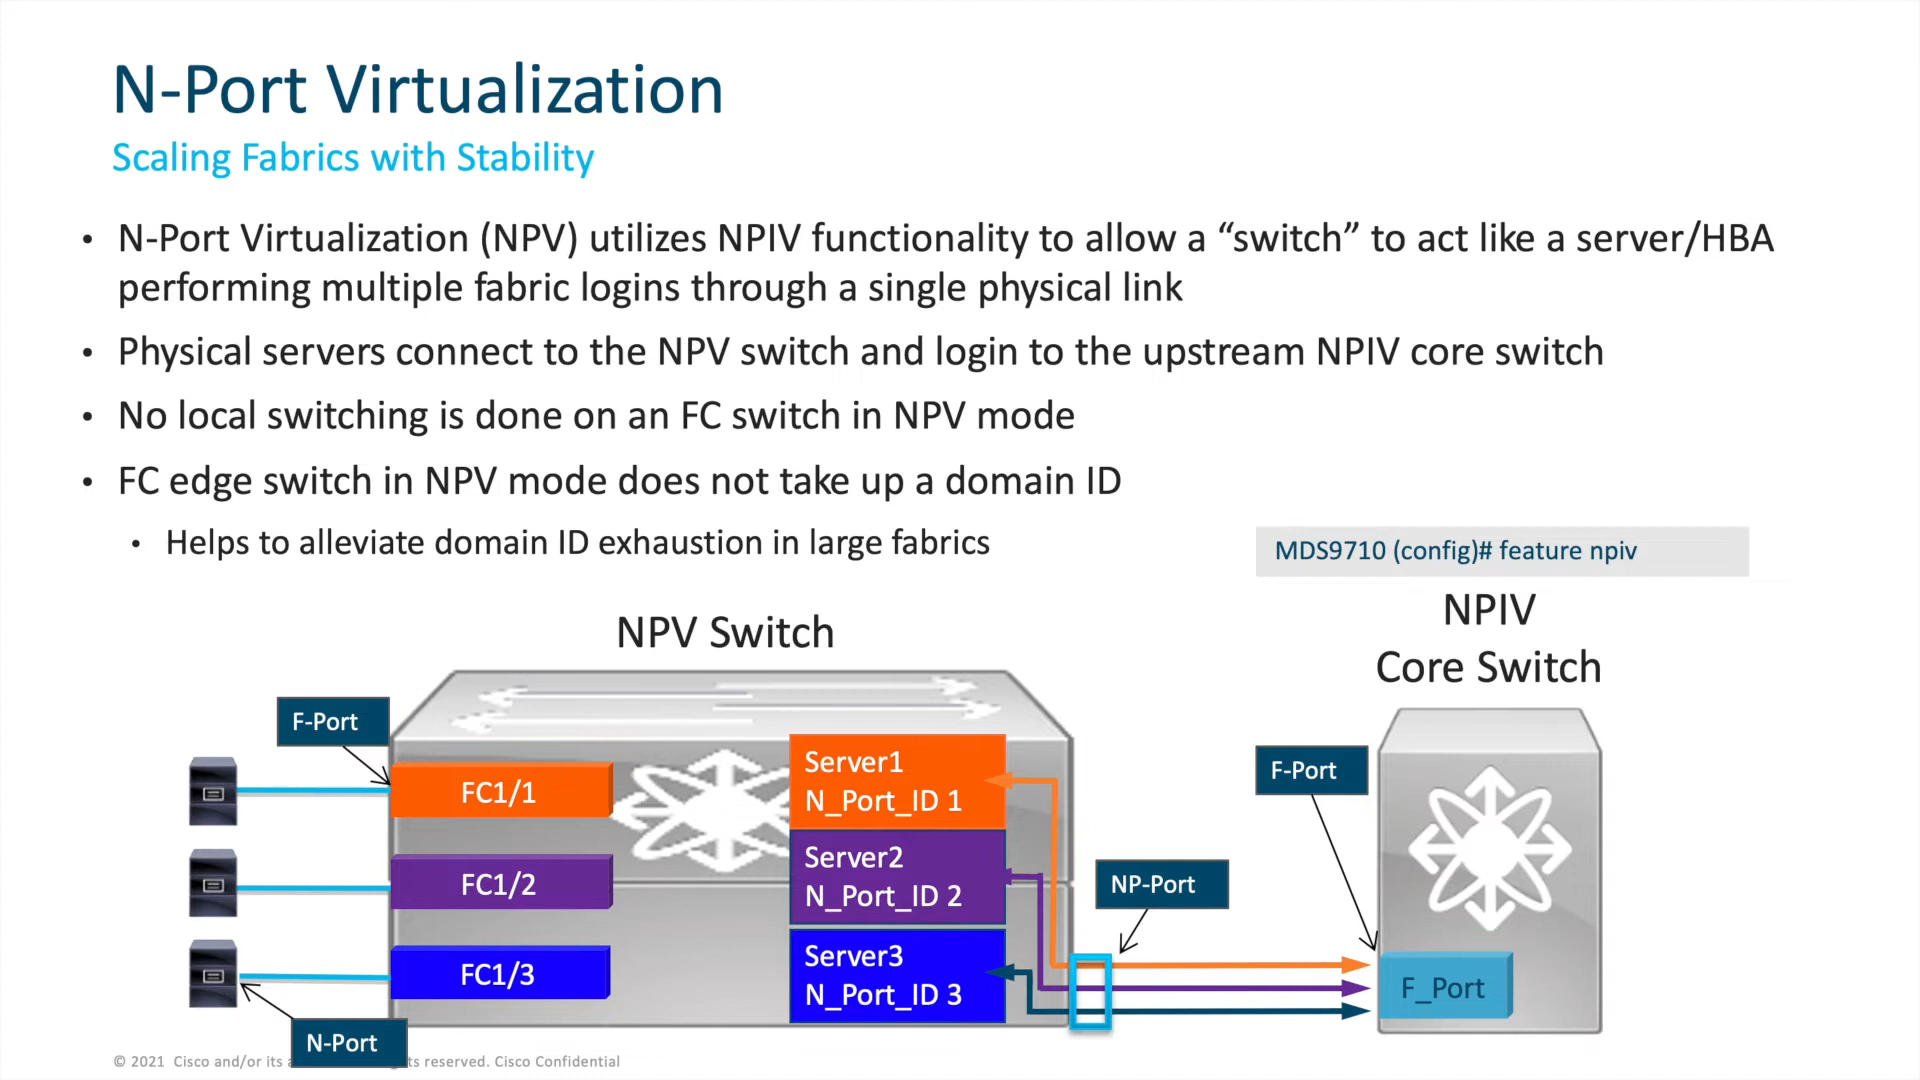 N-Port Virtualization
Scaling Fabrics with Stability
• N-Port Virtualization (NPV) utilizes NPIV functionality to allow a “switch” to act like a server/HBA
performing multiple fabric logins through a single physical link
• Physical servers connect to the NPV switch and login to the upstream NPIV core switch
• No local switching is done on an FC switch in NPV mode
• FC edge switch in NPV mode does not take up a domain ID
• Helps to alleviate domain ID exhaustion in large fabrics
MDS9710 (config)# feature npiv
NPV Switch
NPIV
Core Switch
F-Port
FC1/1
FC1/2
FC1/3
N-Port
Server1
N_Port_ID 1
Server2
N_Port_ID 2
Server3
N_Port_ID 3
NP-Port
F-Port
F_Port
© 2021 Cisco and/or its reserved. Cisco Confidential